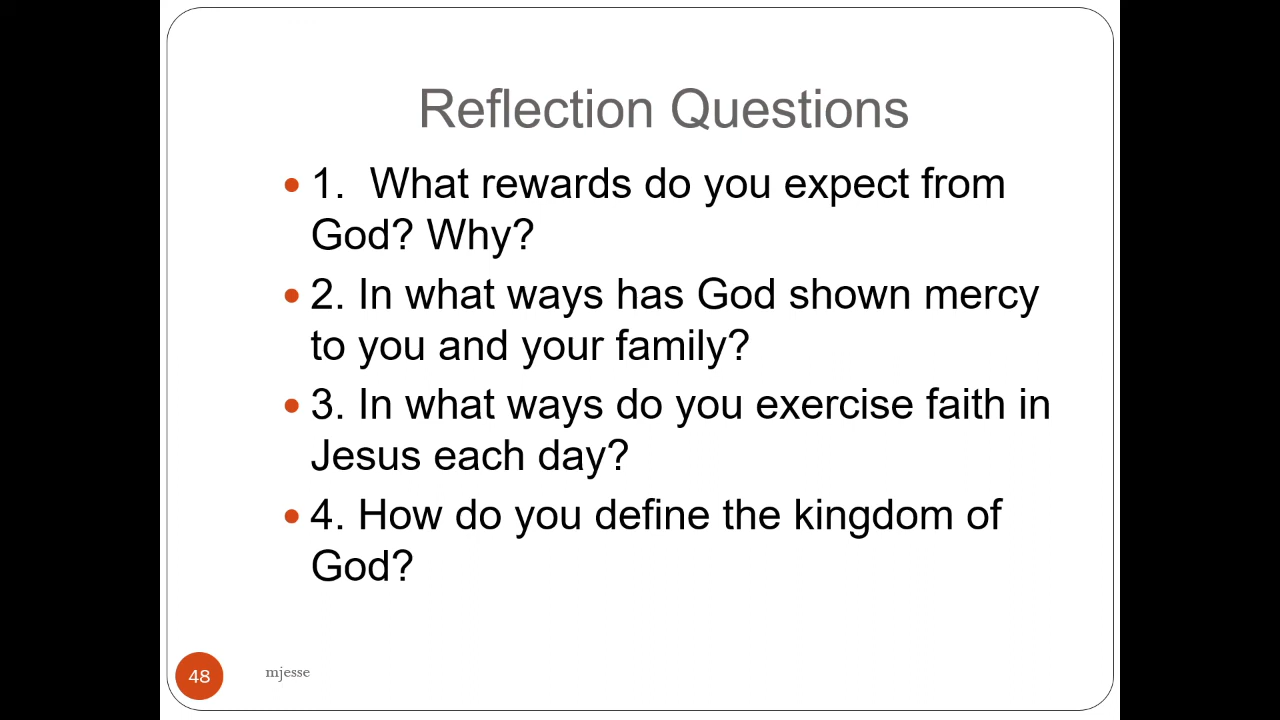 Reflection Questions
• 1.  What rewards do you expect from
God? Why?
• 2. In what ways has God shown mercy
to you and your family?
• 3. In what ways do you exercise faith in
Jesus each day?
• 4. How do you define the kingdom of
God?
48
mjesse